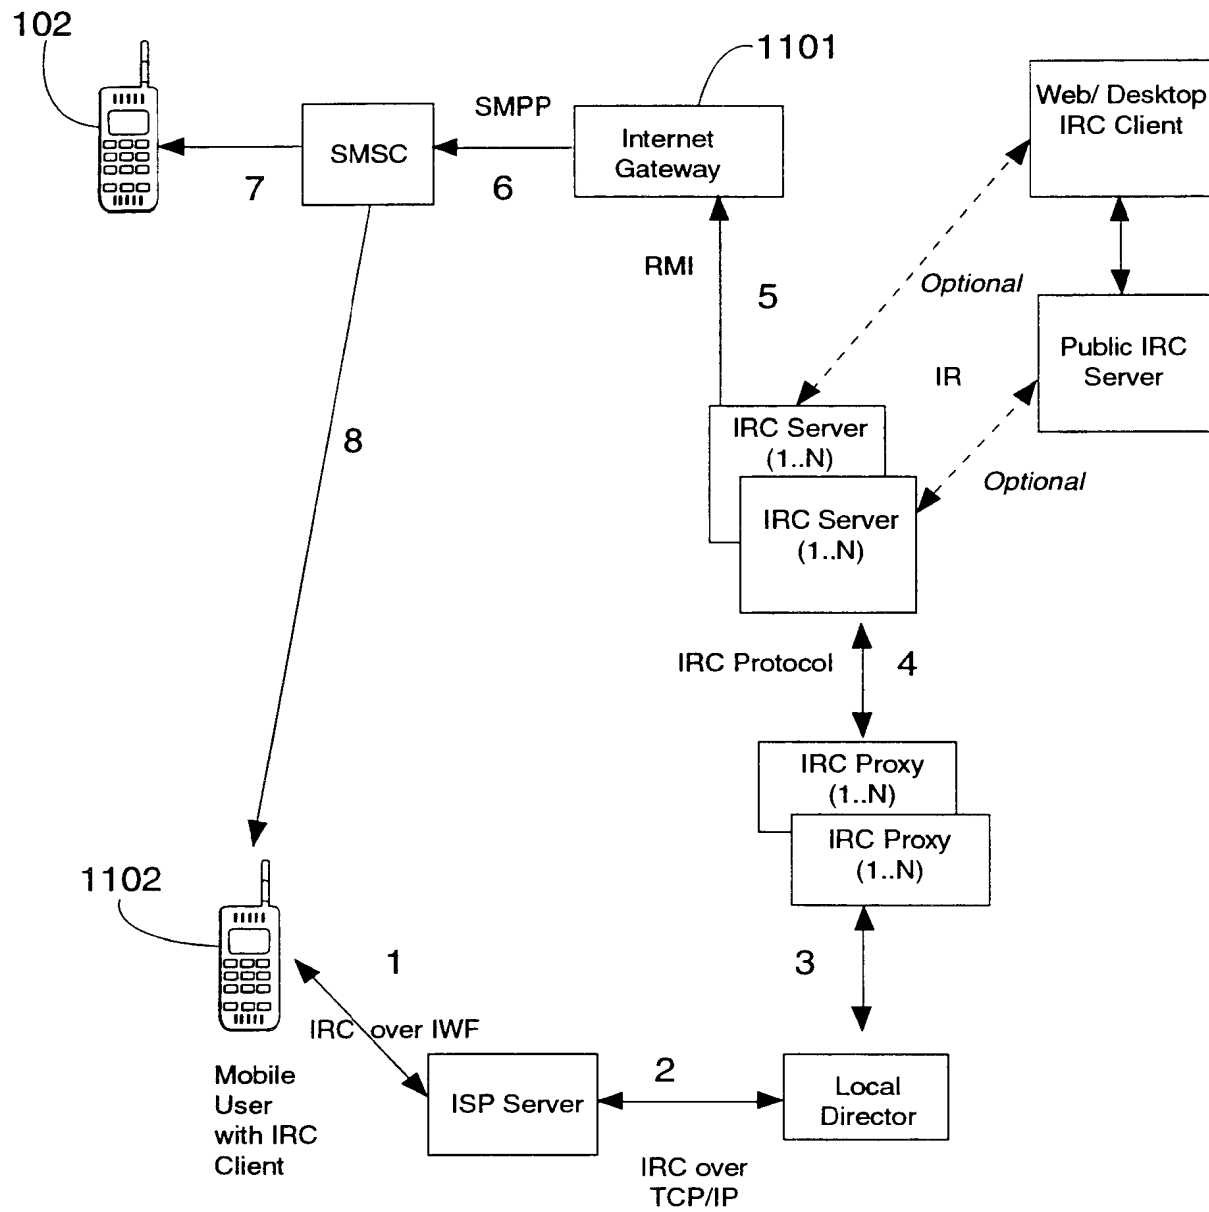 102
1101
SMPP
Web/ Desktop
IRC Client
SMSC
Internet
Gateway
7
6
RMI
5
Optional
Public IRC
Server
IR
8
IRC Server
(1..N)
Optional
IRC Server
(1..N)
IRC Protocol
4
IRC Proxy
(1..N)
IRC Proxy
(1..N)
1102
1
3
IRC over IWF
2
Mobile
User
with IRC
Client
ISP Server
Local
Director
IRC over
TCP/IP